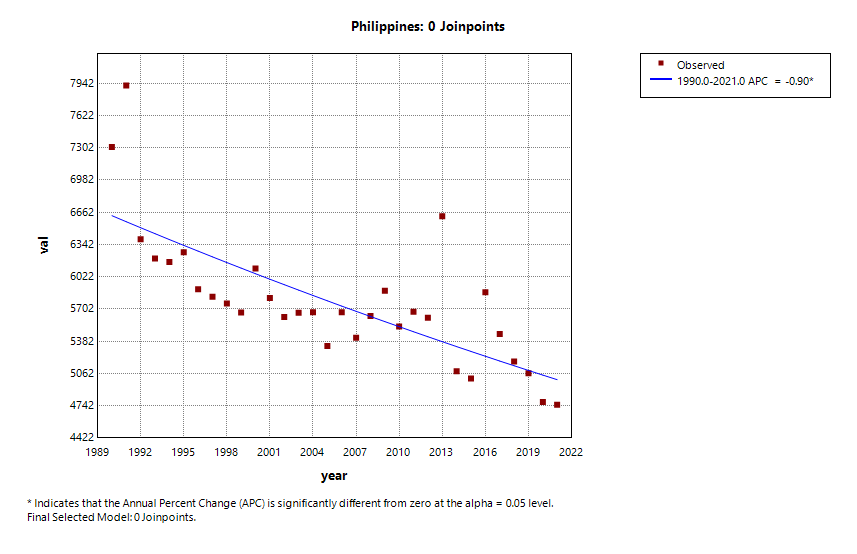 Philippines: 0 Joinpoints
Observed
1990.0-2021.0 APC = -0.90*
7942
7622
7302
6982
6662
6342
6022
5702
5382
5062
4742
4422
val
1989 1992 1995 1998 2001 2004 2007 2010 2013 2016 2019 2022
year
* Indicates that the Annual Percent Change (APC) is significantly different from zero at the alpha = 0.05 level.
Final Selected Model: 0 Joinpoints.